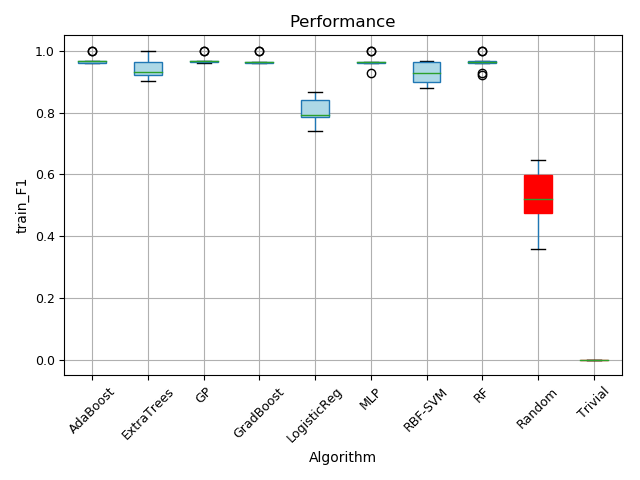 Performance
train_F1
1.0
0.8
0.6
0.4
0.2
0.0
AdaBoost
ExtraTrees
GP
GradBoost
LogisticReg
MLP
RBF-SVM
RF
Random
Trivial
Algorithm